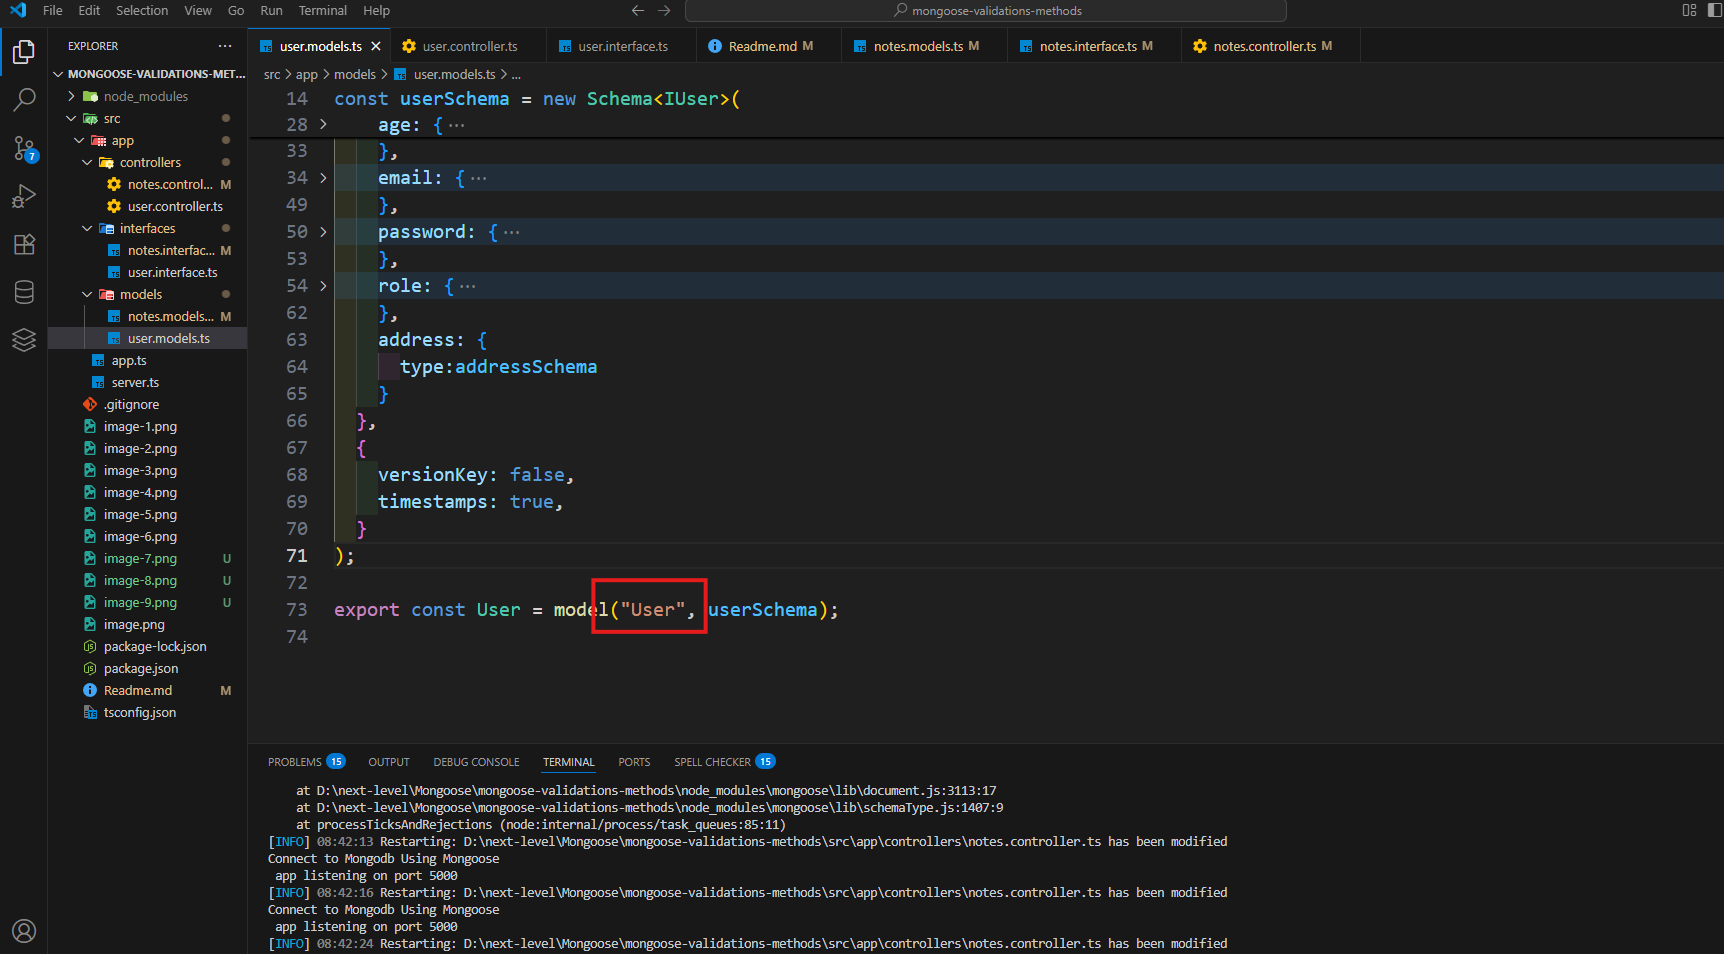 File Edit Selection View Go Run Terminal Help
mongoose-validations-methods
EXPLORER
MONGOOSE-VALIDATIONS-MET...
node_modules
src
app
controllers
notes.control... M
user.controller.ts
interfaces
notes.interfac... M
user.interface.ts
models
notes.models... M
user.models.ts
app.ts
server.ts
.gitignore
image-1.png
image-2.png
image-3.png
image-4.png
image-5.png
image-6.png
image-7.png U
image-8.png U
image-9.png U
image.png
package-lock.json
package.json
Readme.md M
tsconfig.json
7
user.models.ts user.controller.ts user.interface.ts Readme.md M notes.models.ts M notes.interface.ts M notes.controller.ts M
src > app > models > user.models.ts > ...
14 const userSchema = new Schema<IUser>(
28 age: { ...
33 },
34 email: { ...
49 },
50 password: { ...
53 },
54 role: { ...
62 },
63 address: {
64 type:addressSchema
65 }
66 },
67 {
68 versionKey: false,
69 timestamps: true,
70 }
71 );
72
73 export const User = model("User", userSchema);
74
PROBLEMS 15 OUTPUT DEBUG CONSOLE TERMINAL PORTS SPELL CHECKER 15
at D:\next-level\Mongoose\mongoose-validations-methods\node_modules\mongoose\lib\document.js:3113:17
at D:\next-level\Mongoose\mongoose-validations-methods\node_modules\mongoose\lib\schemaType.js:1407:9
at processTicksAndRejections (node:internal/process/task_queues:85:11)
[INFO] 08:42:13 Restarting: D:\next-level\Mongoose\mongoose-validations-methods\src\app\controllers\notes.controller.ts has been modified
Connect to Mongodb Using Mongoose
app listening on port 5000
[INFO] 08:42:16 Restarting: D:\next-level\Mongoose\mongoose-validations-methods\src\app\controllers\notes.controller.ts has been modified
Connect to Mongodb Using Mongoose
app listening on port 5000
[INFO] 08:42:24 Restarting: D:\next-level\Mongoose\mongoose-validations-methods\src\app\controllers\notes.controller.ts has been modified